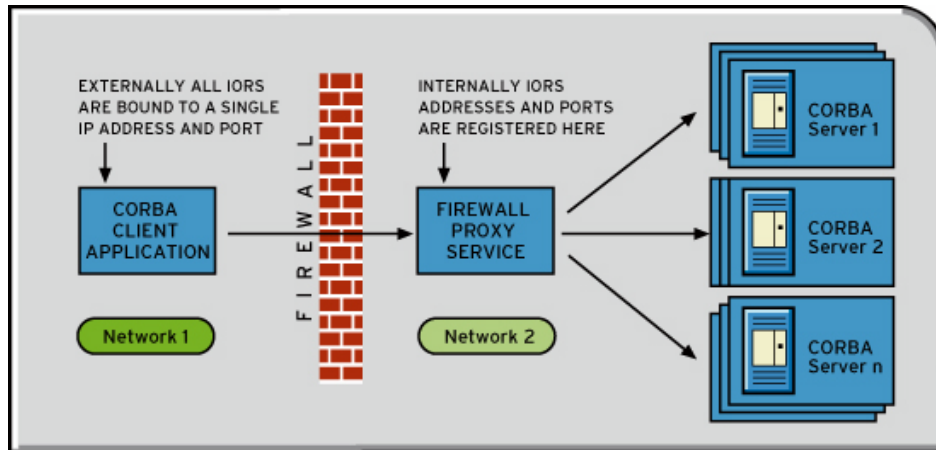 EXTERNALLY ALL IORS
ARE BOUND TO A SINGLE
IP ADDRESS AND PORT
CORBA
CLIENT
APPLICATION
Network 1
FIREWALL
INTERNALLY IORS
ADDRESSES AND PORTS
ARE REGISTERED HERE
FIREWALL
PROXY
SERVICE
Network 2
CORBA
Server 1
CORBA
Server 2
CORBA
Server n